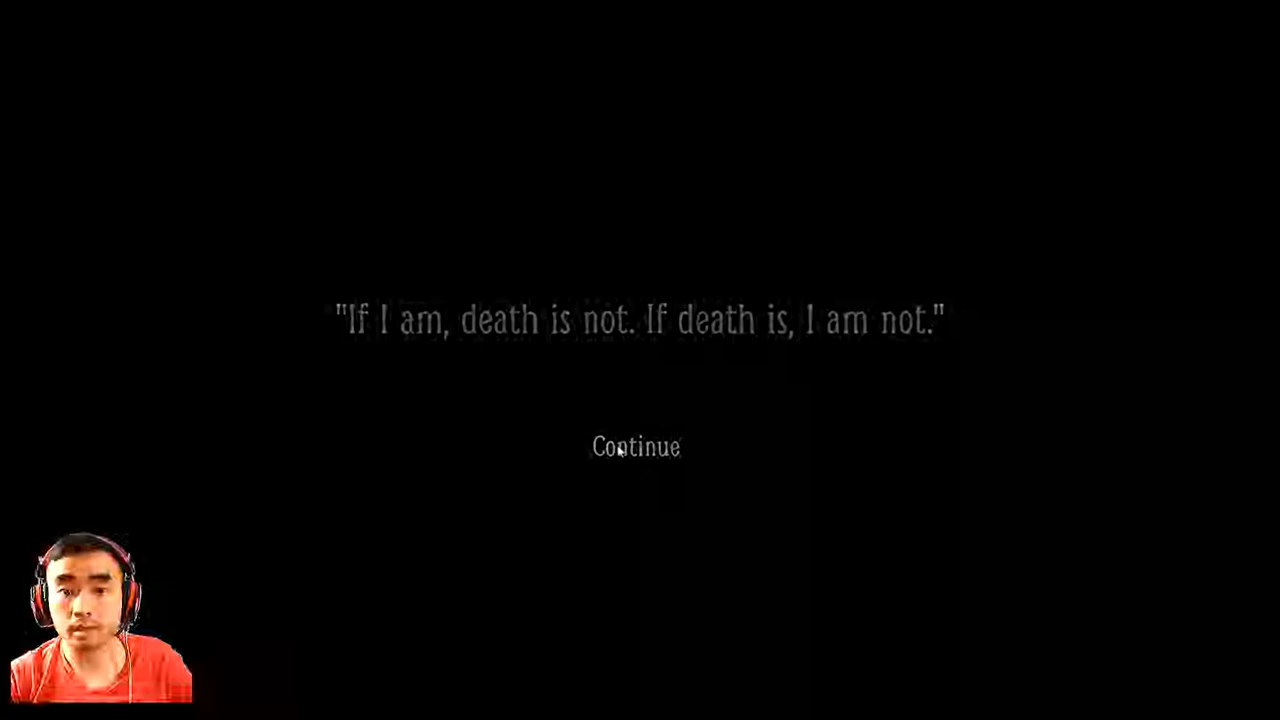 "If I am, death is not. If death is, I am not."
Continue